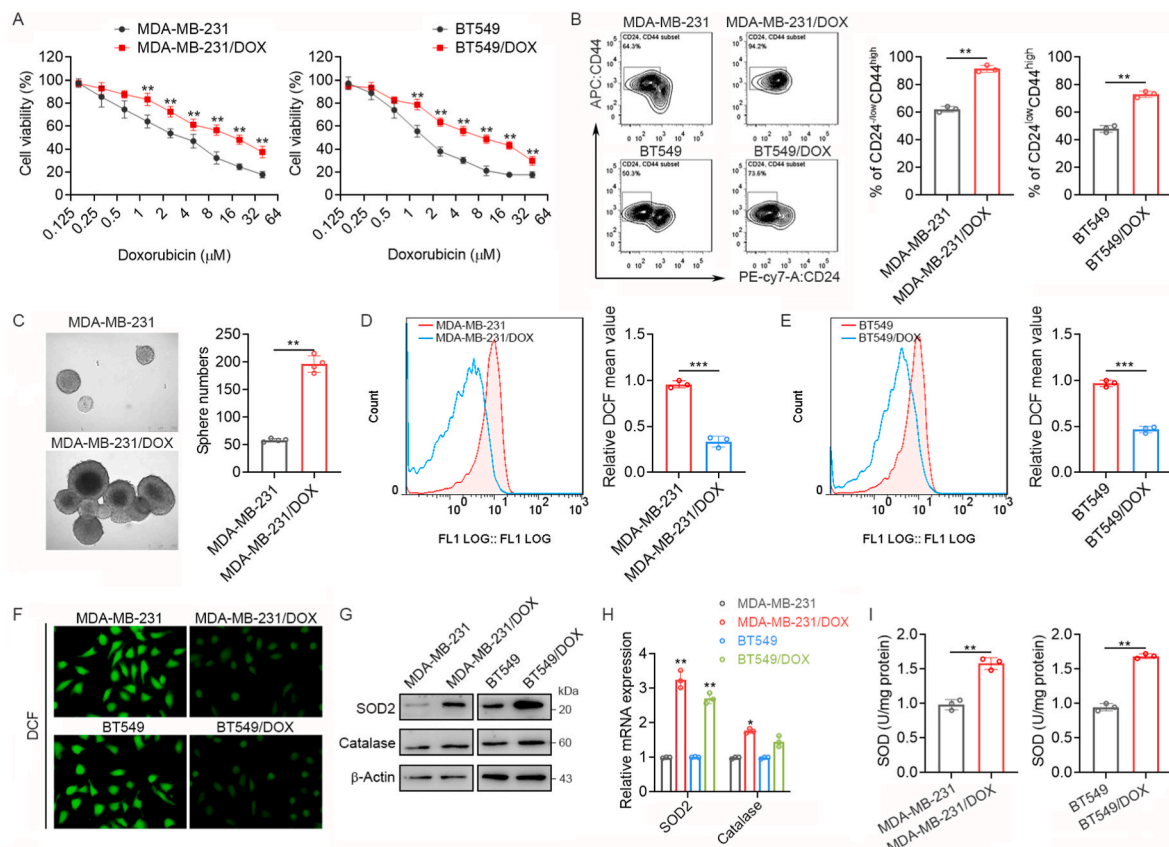 A
MDA-MB-231
MDA-MB-231/DOX
Cell viability (%)
120
100
80
60
40
20
0
** ** ** ** ** **
0.125 0.25 0.5 1 2 4 8 16 32 64
Doxorubicin (μM)
BT549
BT549/DOX
Cell viability (%)
120
100
80
60
40
20
0
** ** ** ** ** **
0.125 0.25 0.5 1 2 4 8 16 32 64
Doxorubicin (μM)
B
MDA-MB-231 MDA-MB-231/DOX
CD24, CD44 subset
64.3%
CD24, CD44 subset
94.2%
BT549 BT549/DOX
CD24, CD44 subset
50.3%
CD24, CD44 subset
73.6%
APC:CD44
PE-cy7-A:CD24
% of CD24-/lowCD44high
100
80
60
40
20
0
**
MDA-MB-231
MDA-MB-231/DOX
% of CD24lowCD44high
100
80
60
40
20
0
**
BT549
BT549/DOX
C
MDA-MB-231
MDA-MB-231/DOX
Sphere numbers
250
200
150
100
50
0
**
MDA-MB-231
MDA-MB-231/DOX
D
MDA-MB-231
MDA-MB-231/DOX
Count
0
10⁰ 10¹ 10² 10³
FL1 LOG:: FL1 LOG
Relative DCF mean value
1.5
1.0
0.5
0.0
***
MDA-MB-231
MDA-MB-231/DOX
E
BT549
BT549/DOX
Count
0
10⁰ 10¹ 10² 10³
FL1 LOG:: FL1 LOG
Relative DCF mean value
1.5
1.0
0.5
0.0
***
BT549
BT549/DOX
F
MDA-MB-231 MDA-MB-231/DOX
DCF
BT549 BT549/DOX
G
MDA-MB-231 MDA-MB-231/DOX BT549 BT549/DOX
kDa
SOD2 20
Catalase 60
β-Actin 43
H
MDA-MB-231
MDA-MB-231/DOX
BT549
BT549/DOX
Relative mRNA expression
4
3
2
1
0
** ** *
SOD2 Catalase
I
SOD (U/mg protein)
2.0
1.5
1.0
0.5
0.0
**
MDA-MB-231
MDA-MB-231/DOX
SOD (U/mg protein)
2.0
1.5
1.0
0.5
0.0
**
BT549
BT549/DOX